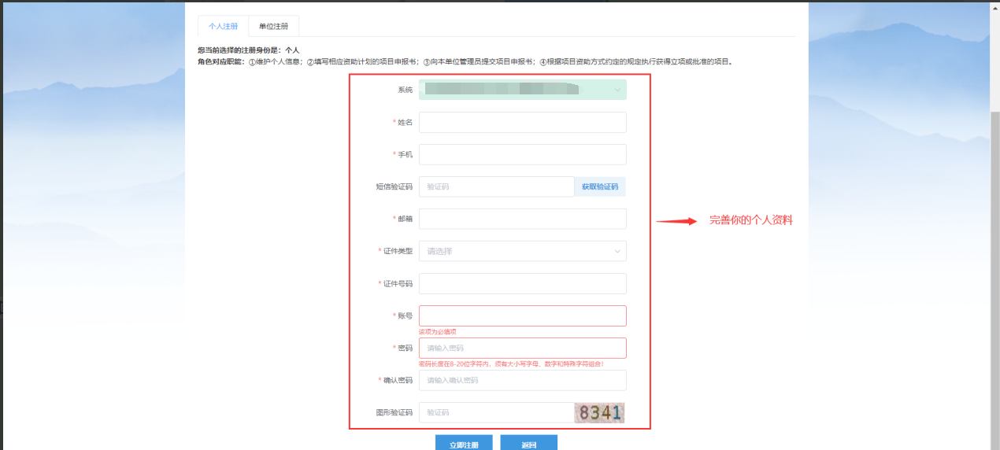 个人注册 单位注册
您当前选择的注册身份是：个人
角色对应职能：①维护个人信息；②填写相应资助计划的项目申报书；③向本单位管理员提交项目申报书；④根据项目资助方式约定的规定执行获得立项或批准的项目。
系统
* 姓名
* 手机
短信验证码 验证码 获取验证码
* 邮箱
完善你的个人资料
* 证件类型 请选择
* 证件号码
* 账号
该项为必填项
* 密码 请输入密码
密码长度在8-20位字符内，须有大小写字母、数字和特殊字符组合！
* 确认密码 请输入确认密码
图形验证码 验证码 8341
立即注册 返回